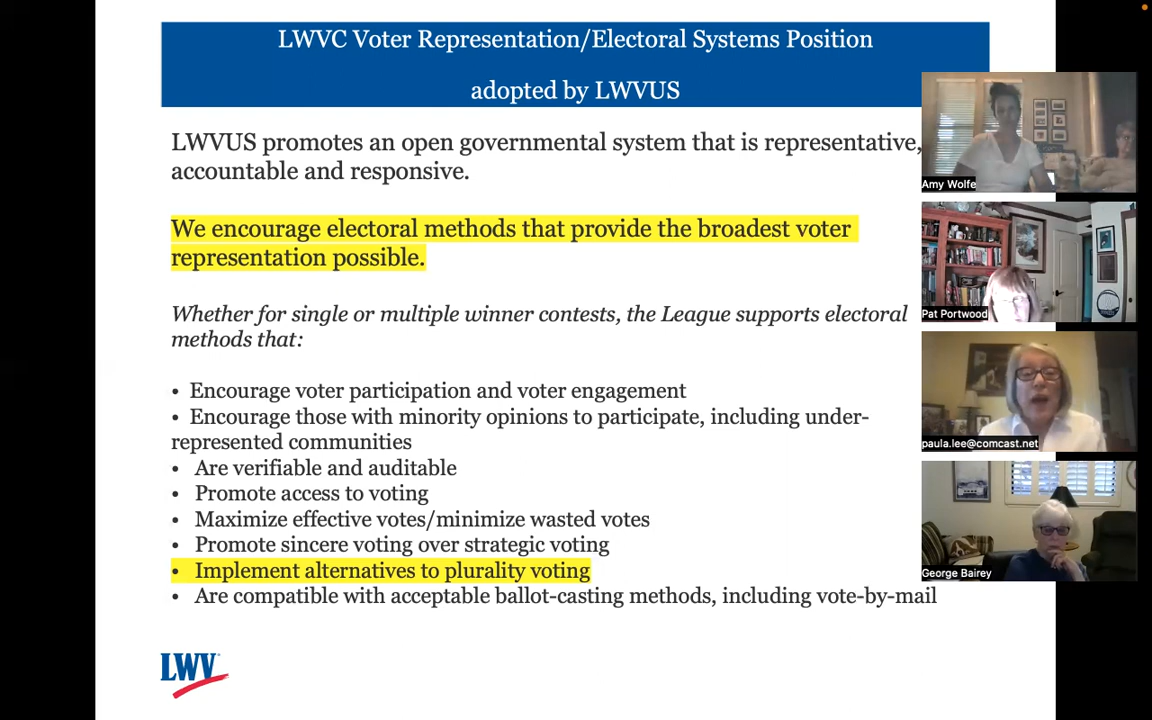 LWVC Voter Representation/Electoral Systems Position
adopted by LWVUS
LWVUS promotes an open governmental system that is representative,
accountable and responsive.
We encourage electoral methods that provide the broadest voter
representation possible.
Whether for single or multiple winner contests, the League supports electoral
methods that:
• Encourage voter participation and voter engagement
• Encourage those with minority opinions to participate, including under-
represented communities
• Are verifiable and auditable
• Promote access to voting
• Maximize effective votes/minimize wasted votes
• Promote sincere voting over strategic voting
• Implement alternatives to plurality voting
• Are compatible with acceptable ballot-casting methods, including vote-by-mail
LWV
Amy Wolfe
Pat Portwood
paula.lee@comcast.net
George Bairey